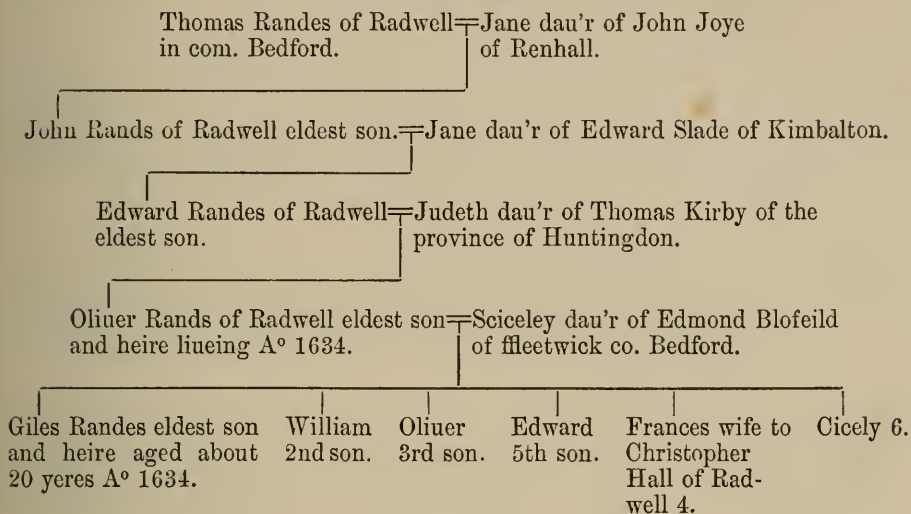 Thomas Randes of Radwell=Jane dau'r of John Joye
in com. Bedford. of Renhall.
John Rands of Radwell eldest son.=Jane dau'r of Edward Slade of Kimbalton.
Edward Randes of Radwell=Judeth dau'r of Thomas Kirby of the
eldest son. province of Huntingdon.
Oliuer Rands of Radwell eldest son=Sciceley dau'r of Edmond Blofeild
and heire liueing Aº 1634. of ffleetwick co. Bedford.
Giles Randes eldest son
and heire aged about
20 yeres Aº 1634.
William
2nd son.
Oliuer
3rd son.
Edward
5th son.
Frances wife to
Christopher
Hall of Rad-
well 4.
Cicely 6.